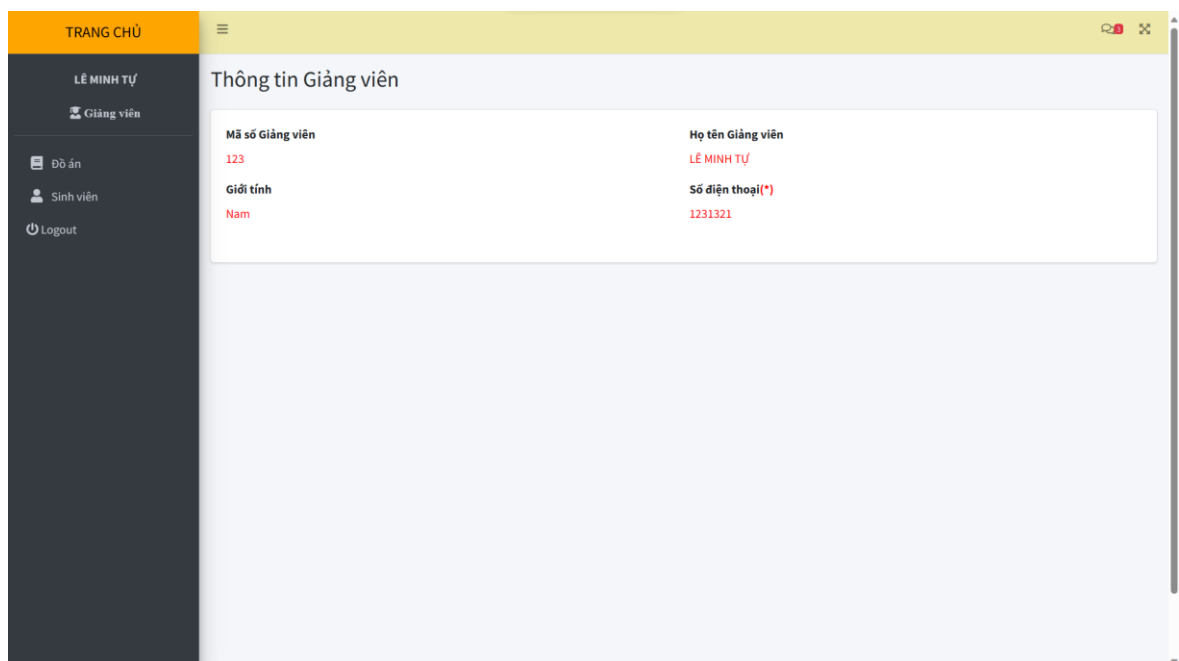 TRANG CHỦ
3
LÊ MINH TỰ
Giảng viên
Đồ án
Sinh viên
Logout
Thông tin Giảng viên
Mã số Giảng viên
Họ tên Giảng viên
123
LÊ MINH TỰ
Giới tính
Số điện thoại(*)
Nam
1231321